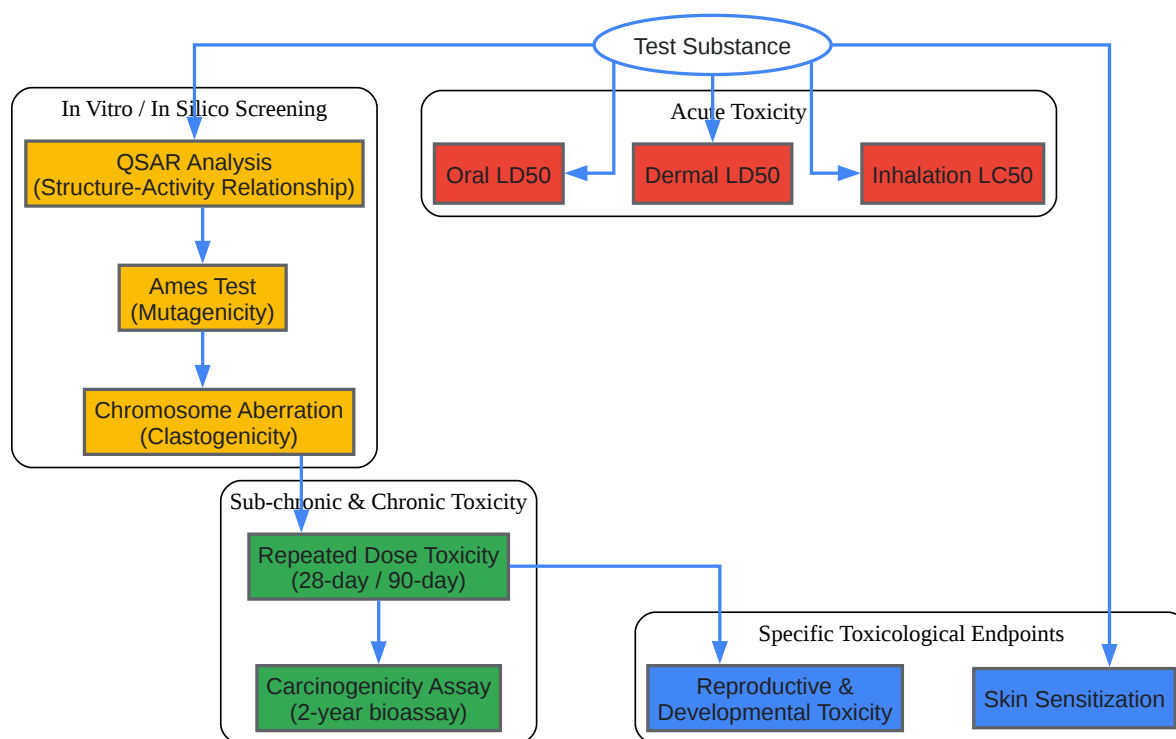 Test Substance
In Vitro / In Silico Screening
Acute Toxicity
QSAR Analysis
(Structure-Activity Relationship)
Oral LD50
Dermal LD50
Inhalation LC50
Ames Test
(Mutagenicity)
Chromosome Aberration
(Clastogenicity)
Sub-chronic & Chronic Toxicity
Repeated Dose Toxicity
(28-day / 90-day)
Specific Toxicological Endpoints
Carcinogenicity Assay
(2-year bioassay)
Reproductive &
Developmental Toxicity
Skin Sensitization